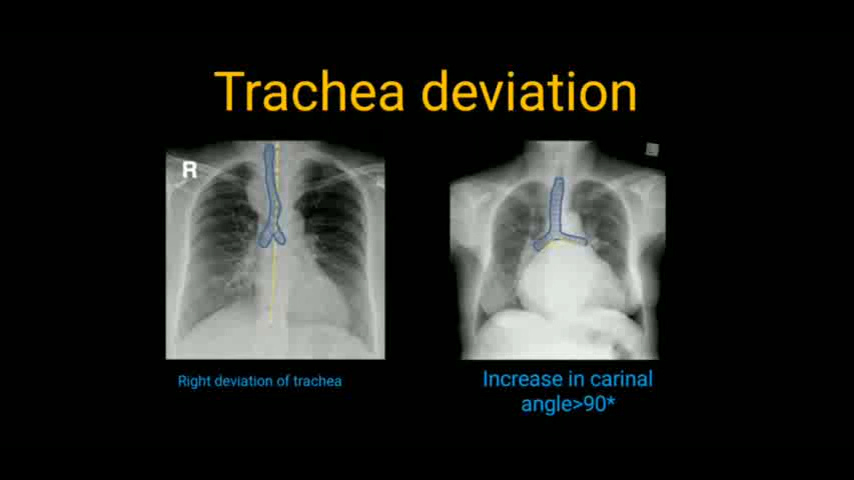 Trachea deviation
R
Right deviation of trachea
Increase in carinal
angle>90*